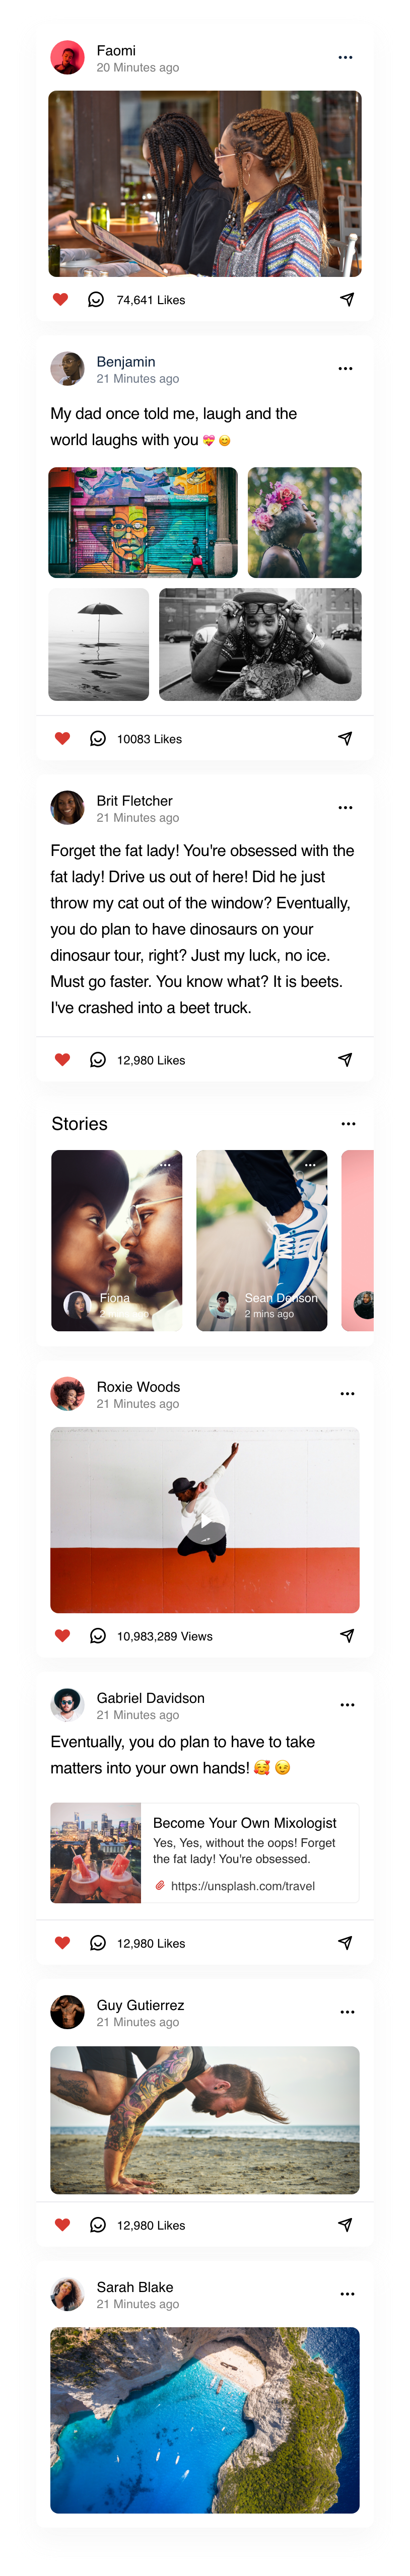 Faomi
20 Minutes ago
74,641 Likes
Benjamin
21 Minutes ago
My dad once told me, laugh and the
world laughs with you 💝 😊
10083 Likes
Brit Fletcher
21 Minutes ago
Forget the fat lady! You're obsessed with the
fat lady! Drive us out of here! Did he just
throw my cat out of the window? Eventually,
you do plan to have dinosaurs on your
dinosaur tour, right? Just my luck, no ice.
Must go faster. You know what? It is beets.
I've crashed into a beet truck.
12,980 Likes
Stories
Fiona
ago
Sean Denson
2 mins ago
Roxie Woods
21 Minutes ago
10,983,289 Views
Gabriel Davidson
21 Minutes ago
Eventually, you do plan to have to take
matters into your own hands! 🥰 😉
Become Your Own Mixologist
Yes, Yes, without the oops! Forget
the fat lady! You're obsessed.
https://unsplash.com/travel
12,980 Likes
Guy Gutierrez
21 Minutes ago
12,980 Likes
Sarah Blake
21 Minutes ago